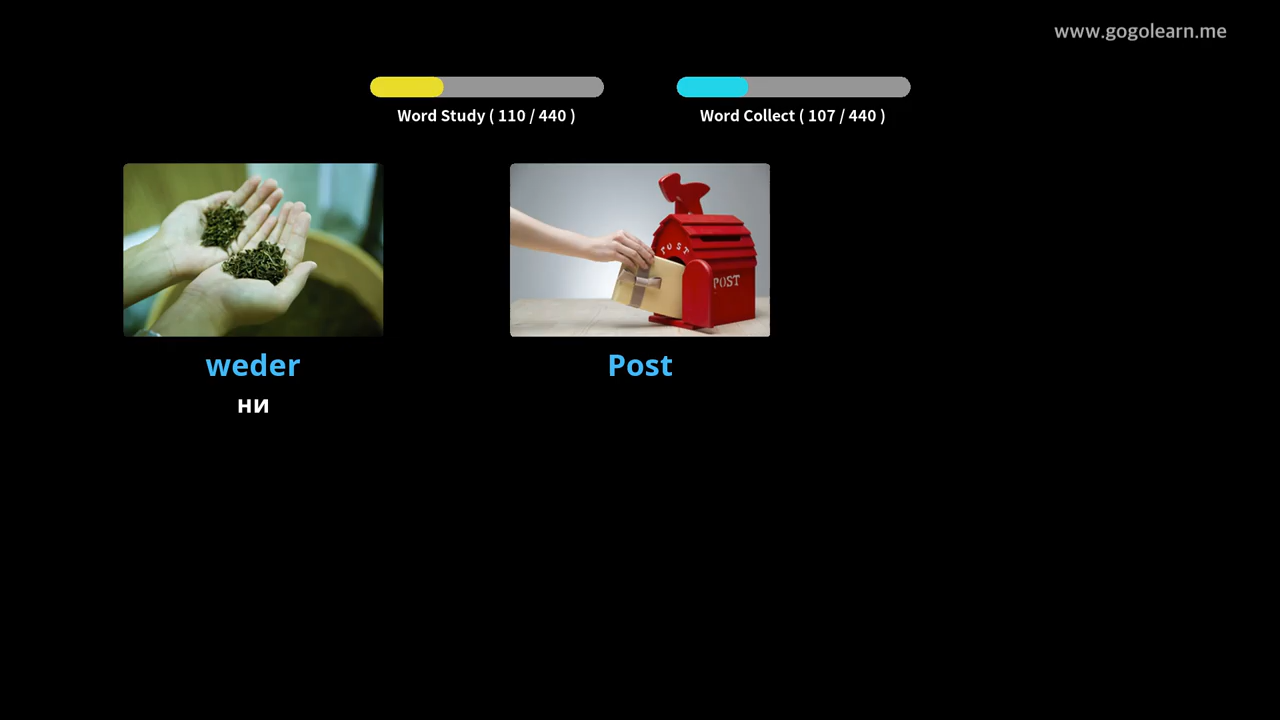 www.gogolearn.me
Word Study ( 110 / 440 )
Word Collect ( 107 / 440 )
POST
POST
weder
Post
ни